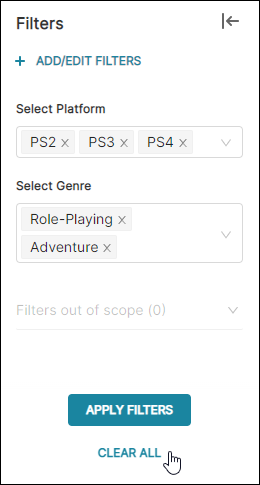 Filters
+ ADD/EDIT FILTERS
Select Platform
PS2 × PS3 × PS4 ×
Select Genre
Role-Playing ×
Adventure ×
Filters out of scope (0)
APPLY FILTERS
CLEAR ALL